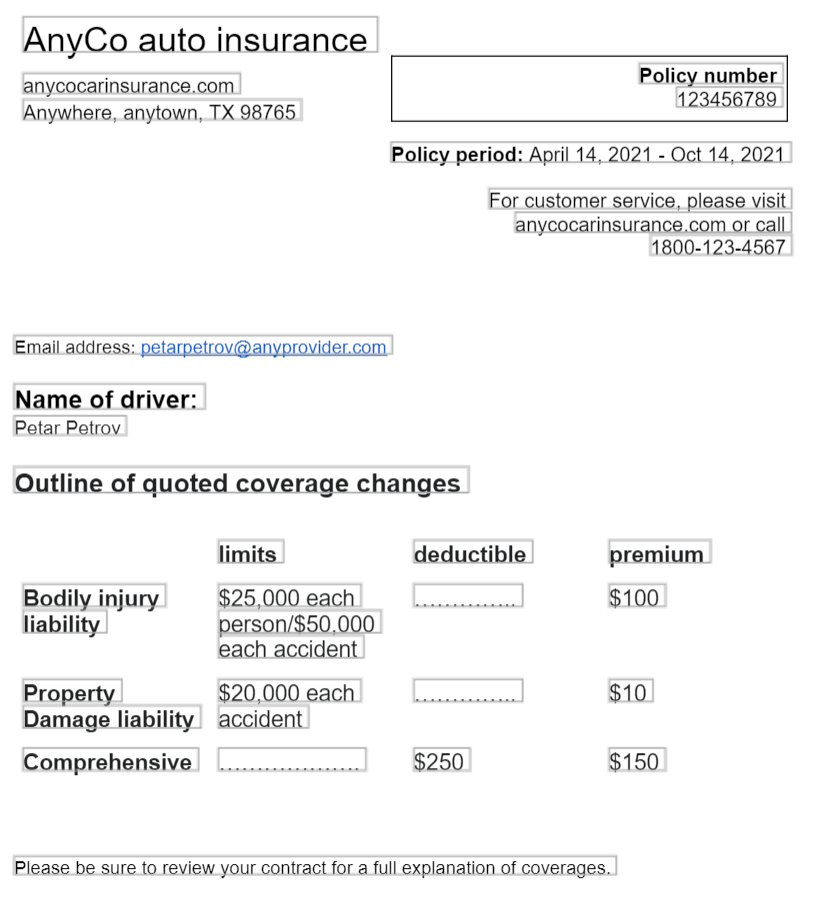 AnyCo auto insurance
anycocarinsurance.com
Anywhere, anytown, TX 98765
Policy number
123456789
Policy period: April 14, 2021 - Oct 14, 2021
For customer service, please visit
anycocarinsurance.com or call
1800-123-4567
Email address: petarpetrov@anyprovider.com
Name of driver:
Petar Petrov
Outline of quoted coverage changes
limits deductible premium
Bodily injury $25,000 each .............. $100
liability person/$50,000
each accident
Property $20,000 each .............. $10
Damage liability accident
Comprehensive ................... $250 $150
Please be sure to review your contract for a full explanation of coverages.